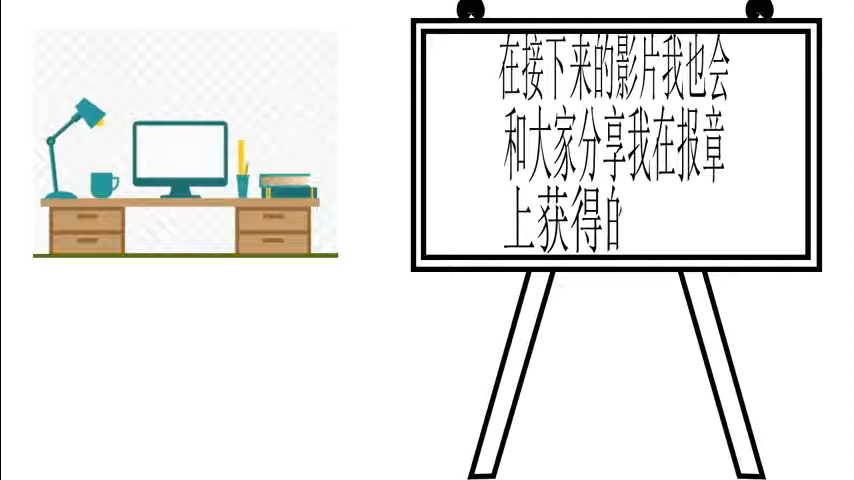 在接下来的影片我也会
和大家分享我在报章
上获得